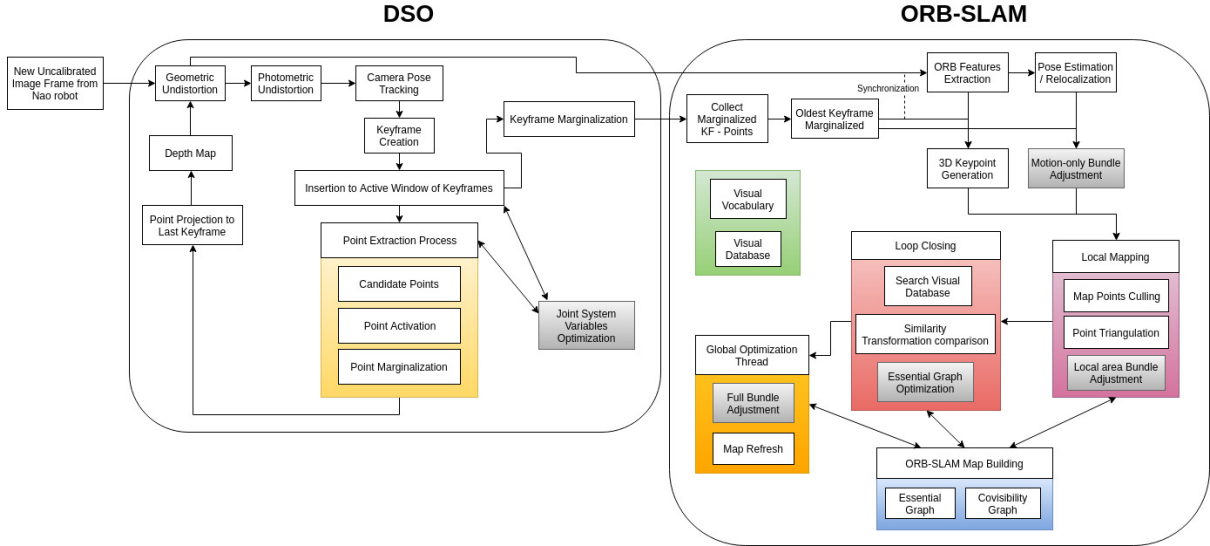 DSO
ORB-SLAM
New Uncalibrated
Image Frame from
Nao robot
Geometric
Undistortion
Photometric
Undistortion
Camera Pose
Tracking
Keyframe
Creation
Keyframe Marginalization
Depth Map
Insertion to Active Window of Keyframes
Point Projection to
Last Keyframe
Point Extraction Process
Candidate Points
Point Activation
Point Marginalization
Joint System
Variables
Optimization
ORB Features
Extraction
Pose Estimation
/ Relocalization
Synchronization
Collect
Marginalized
KF - Points
Oldest Keyframe
Marginalized
3D Keypoint
Generation
Motion-only Bundle
Adjustment
Visual
Vocabulary
Visual
Database
Loop Closing
Search Visual
Database
Similarity
Transformation comparison
Essential Graph
Optimization
Local Mapping
Map Points Culling
Point Triangulation
Local area Bundle
Adjustment
Global Optimization
Thread
Full Bundle
Adjustment
Map Refresh
ORB-SLAM Map Building
Essential
Graph
Covisibility
Graph